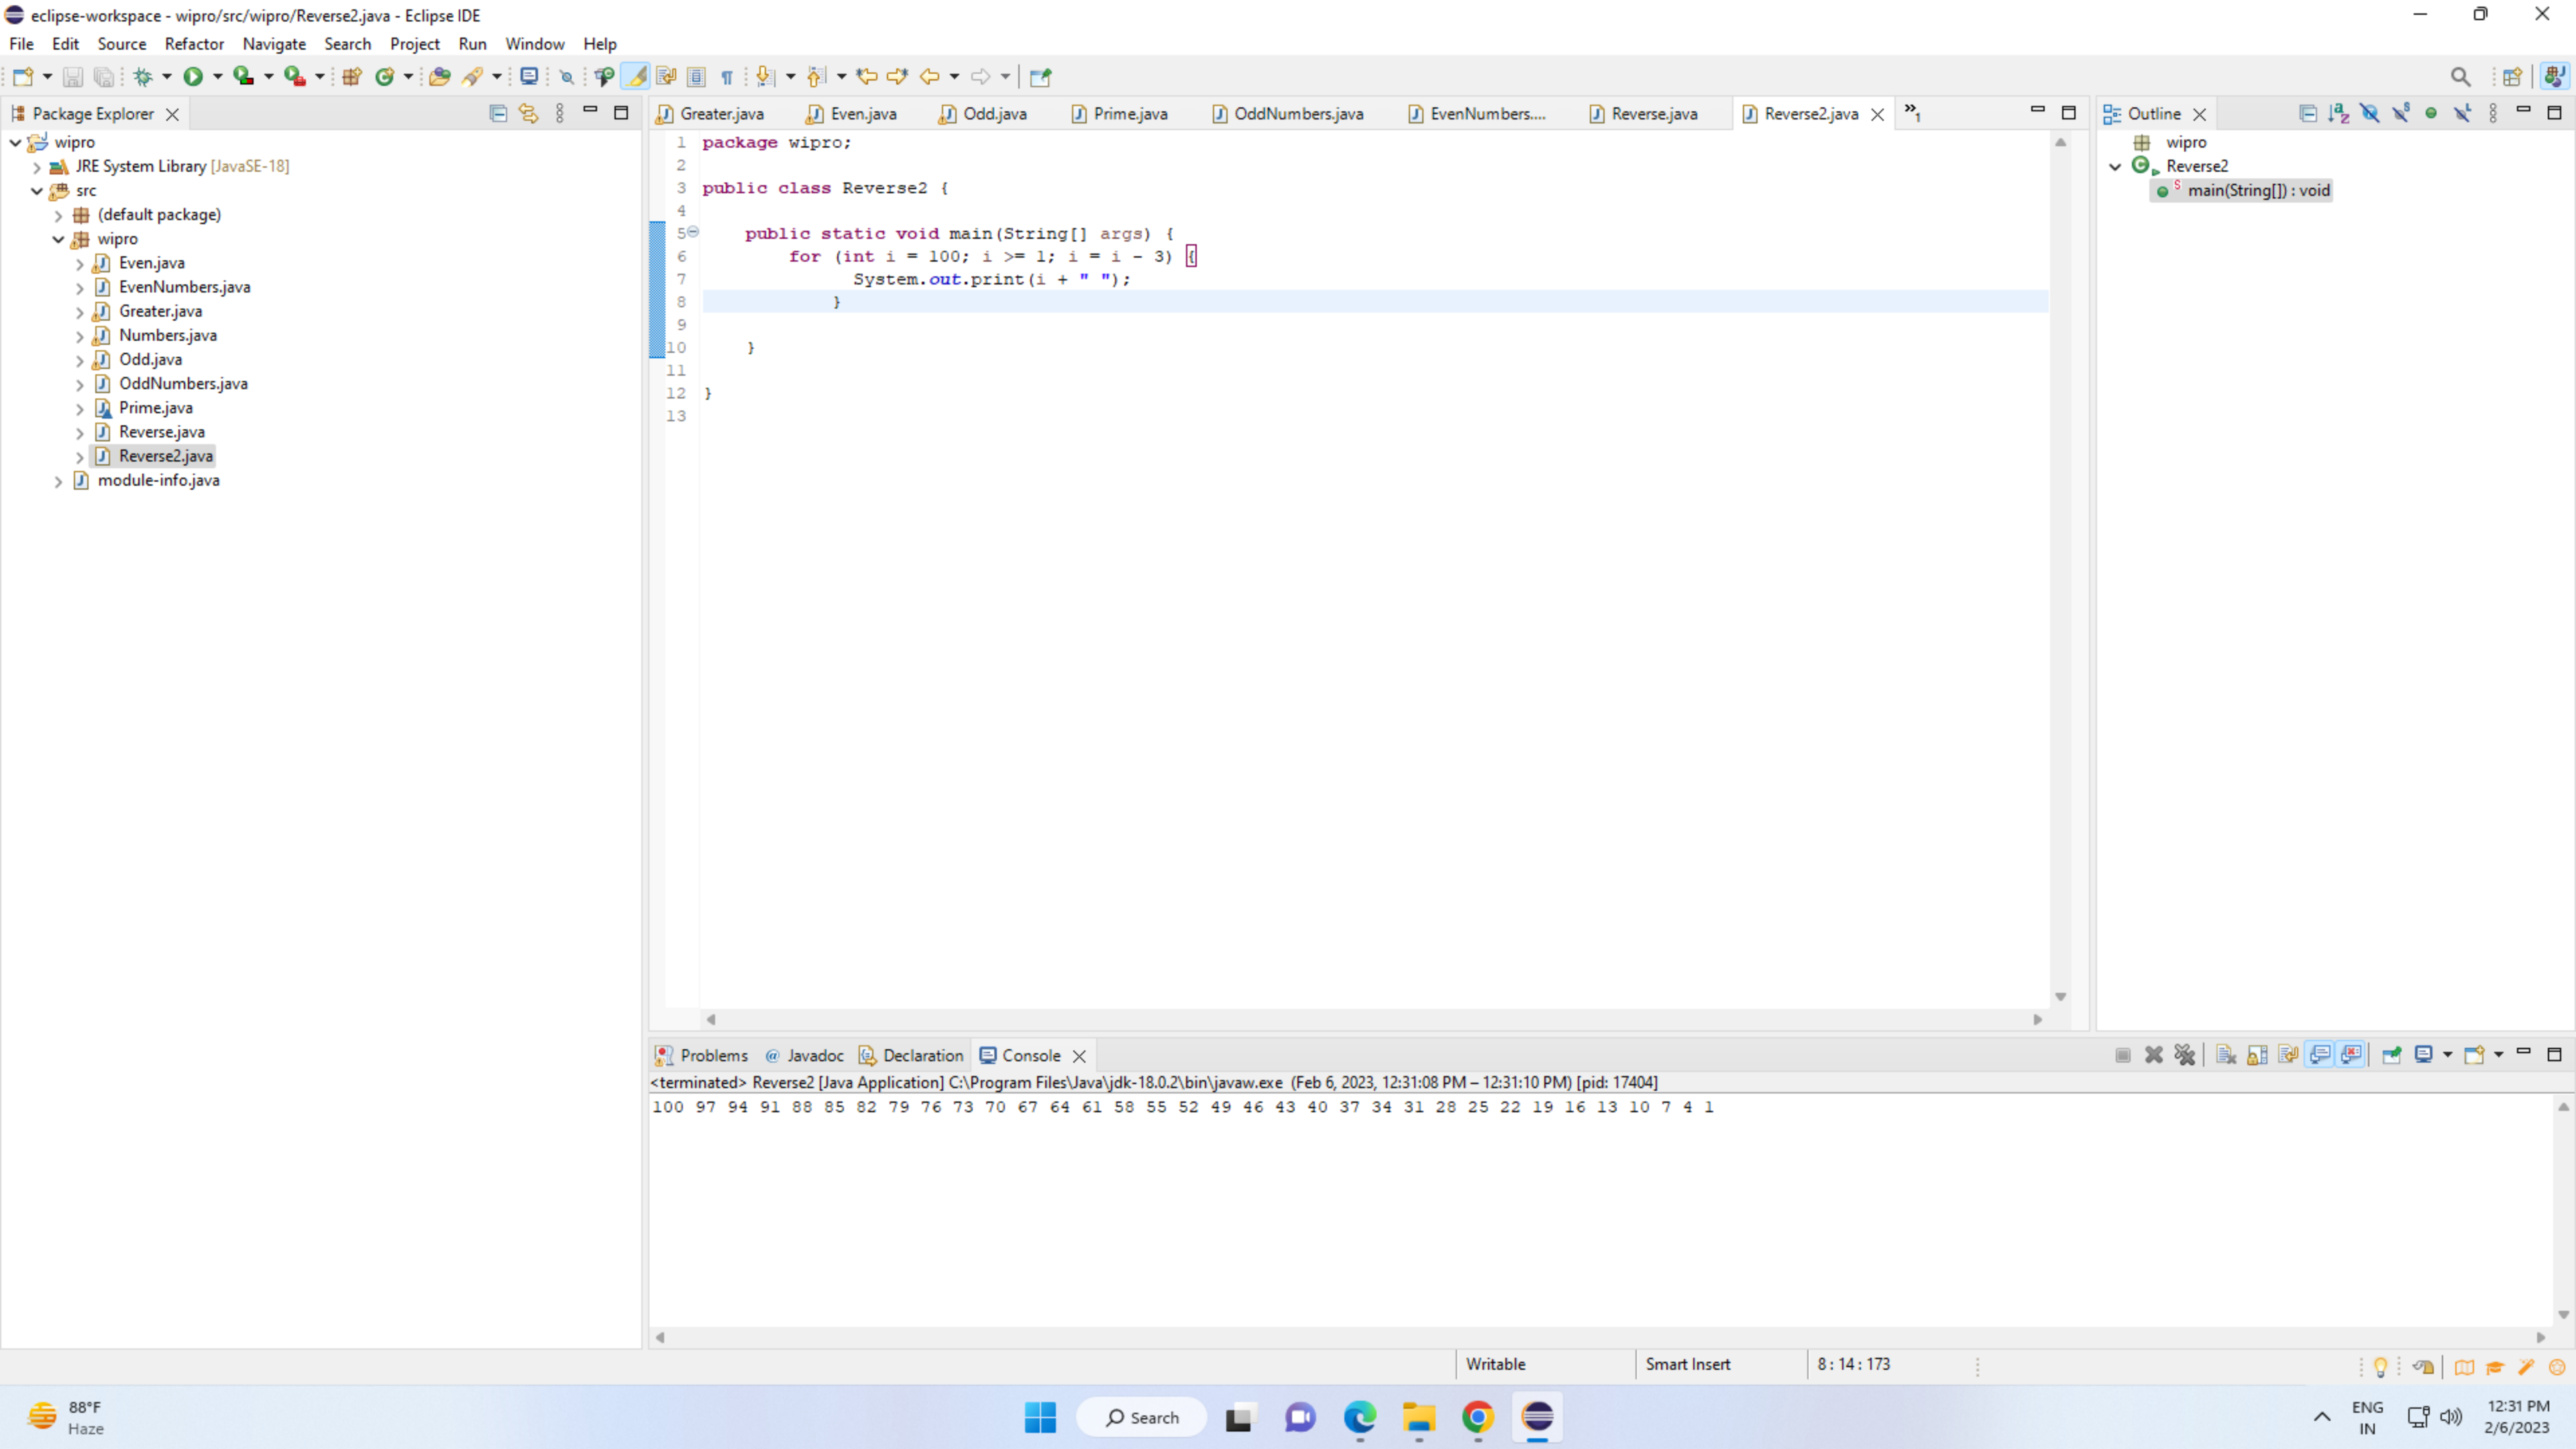 eclipse-workspace - wipro/src/wipro/Reverse2.java - Eclipse IDE
File Edit Source Refactor Navigate Search Project Run Window Help
Package Explorer
wipro
JRE System Library [JavaSE-18]
src
(default package)
wipro
Even.java
EvenNumbers.java
Greater.java
Numbers.java
Odd.java
OddNumbers.java
Prime.java
Reverse.java
Reverse2.java
module-info.java
Greater.java Even.java Odd.java Prime.java OddNumbers.java EvenNumbers.... Reverse.java Reverse2.java »1
1 package wipro;
2
3 public class Reverse2 {
4
5 public static void main(String[] args) {
6 for (int i = 100; i >= 1; i = i - 3) {
7 System.out.print(i + " ");
8 }
9
10 }
11
12 }
13
Outline
wipro
Reverse2
main(String[]) : void
Problems @ Javadoc Declaration Console
<terminated> Reverse2 [Java Application] C:\Program Files\Java\jdk-18.0.2\bin\javaw.exe (Feb 6, 2023, 12:31:08 PM – 12:31:10 PM) [pid: 17404]
100 97 94 91 88 85 82 79 76 73 70 67 64 61 58 55 52 49 46 43 40 37 34 31 28 25 22 19 16 13 10 7 4 1
Writable Smart Insert 8 : 14 : 173
88°F
Haze
Search
ENG
IN
12:31 PM
2/6/2023